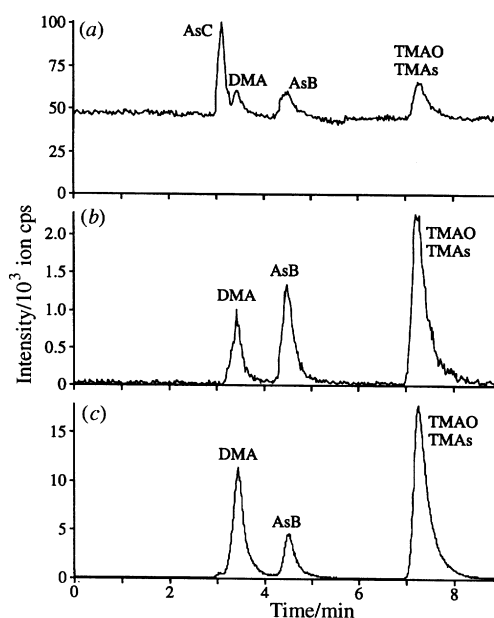 Intensity/10³ ion cps
(a)
100
75
50
25
0
AsC
DMA
AsB
TMAO
TMAs
(b)
2.0
1.5
1.0
0.5
0
DMA
AsB
TMAO
TMAs
(c)
15
10
5
0
DMA
AsB
TMAO
TMAs
0 2 4 6 8
Time/min